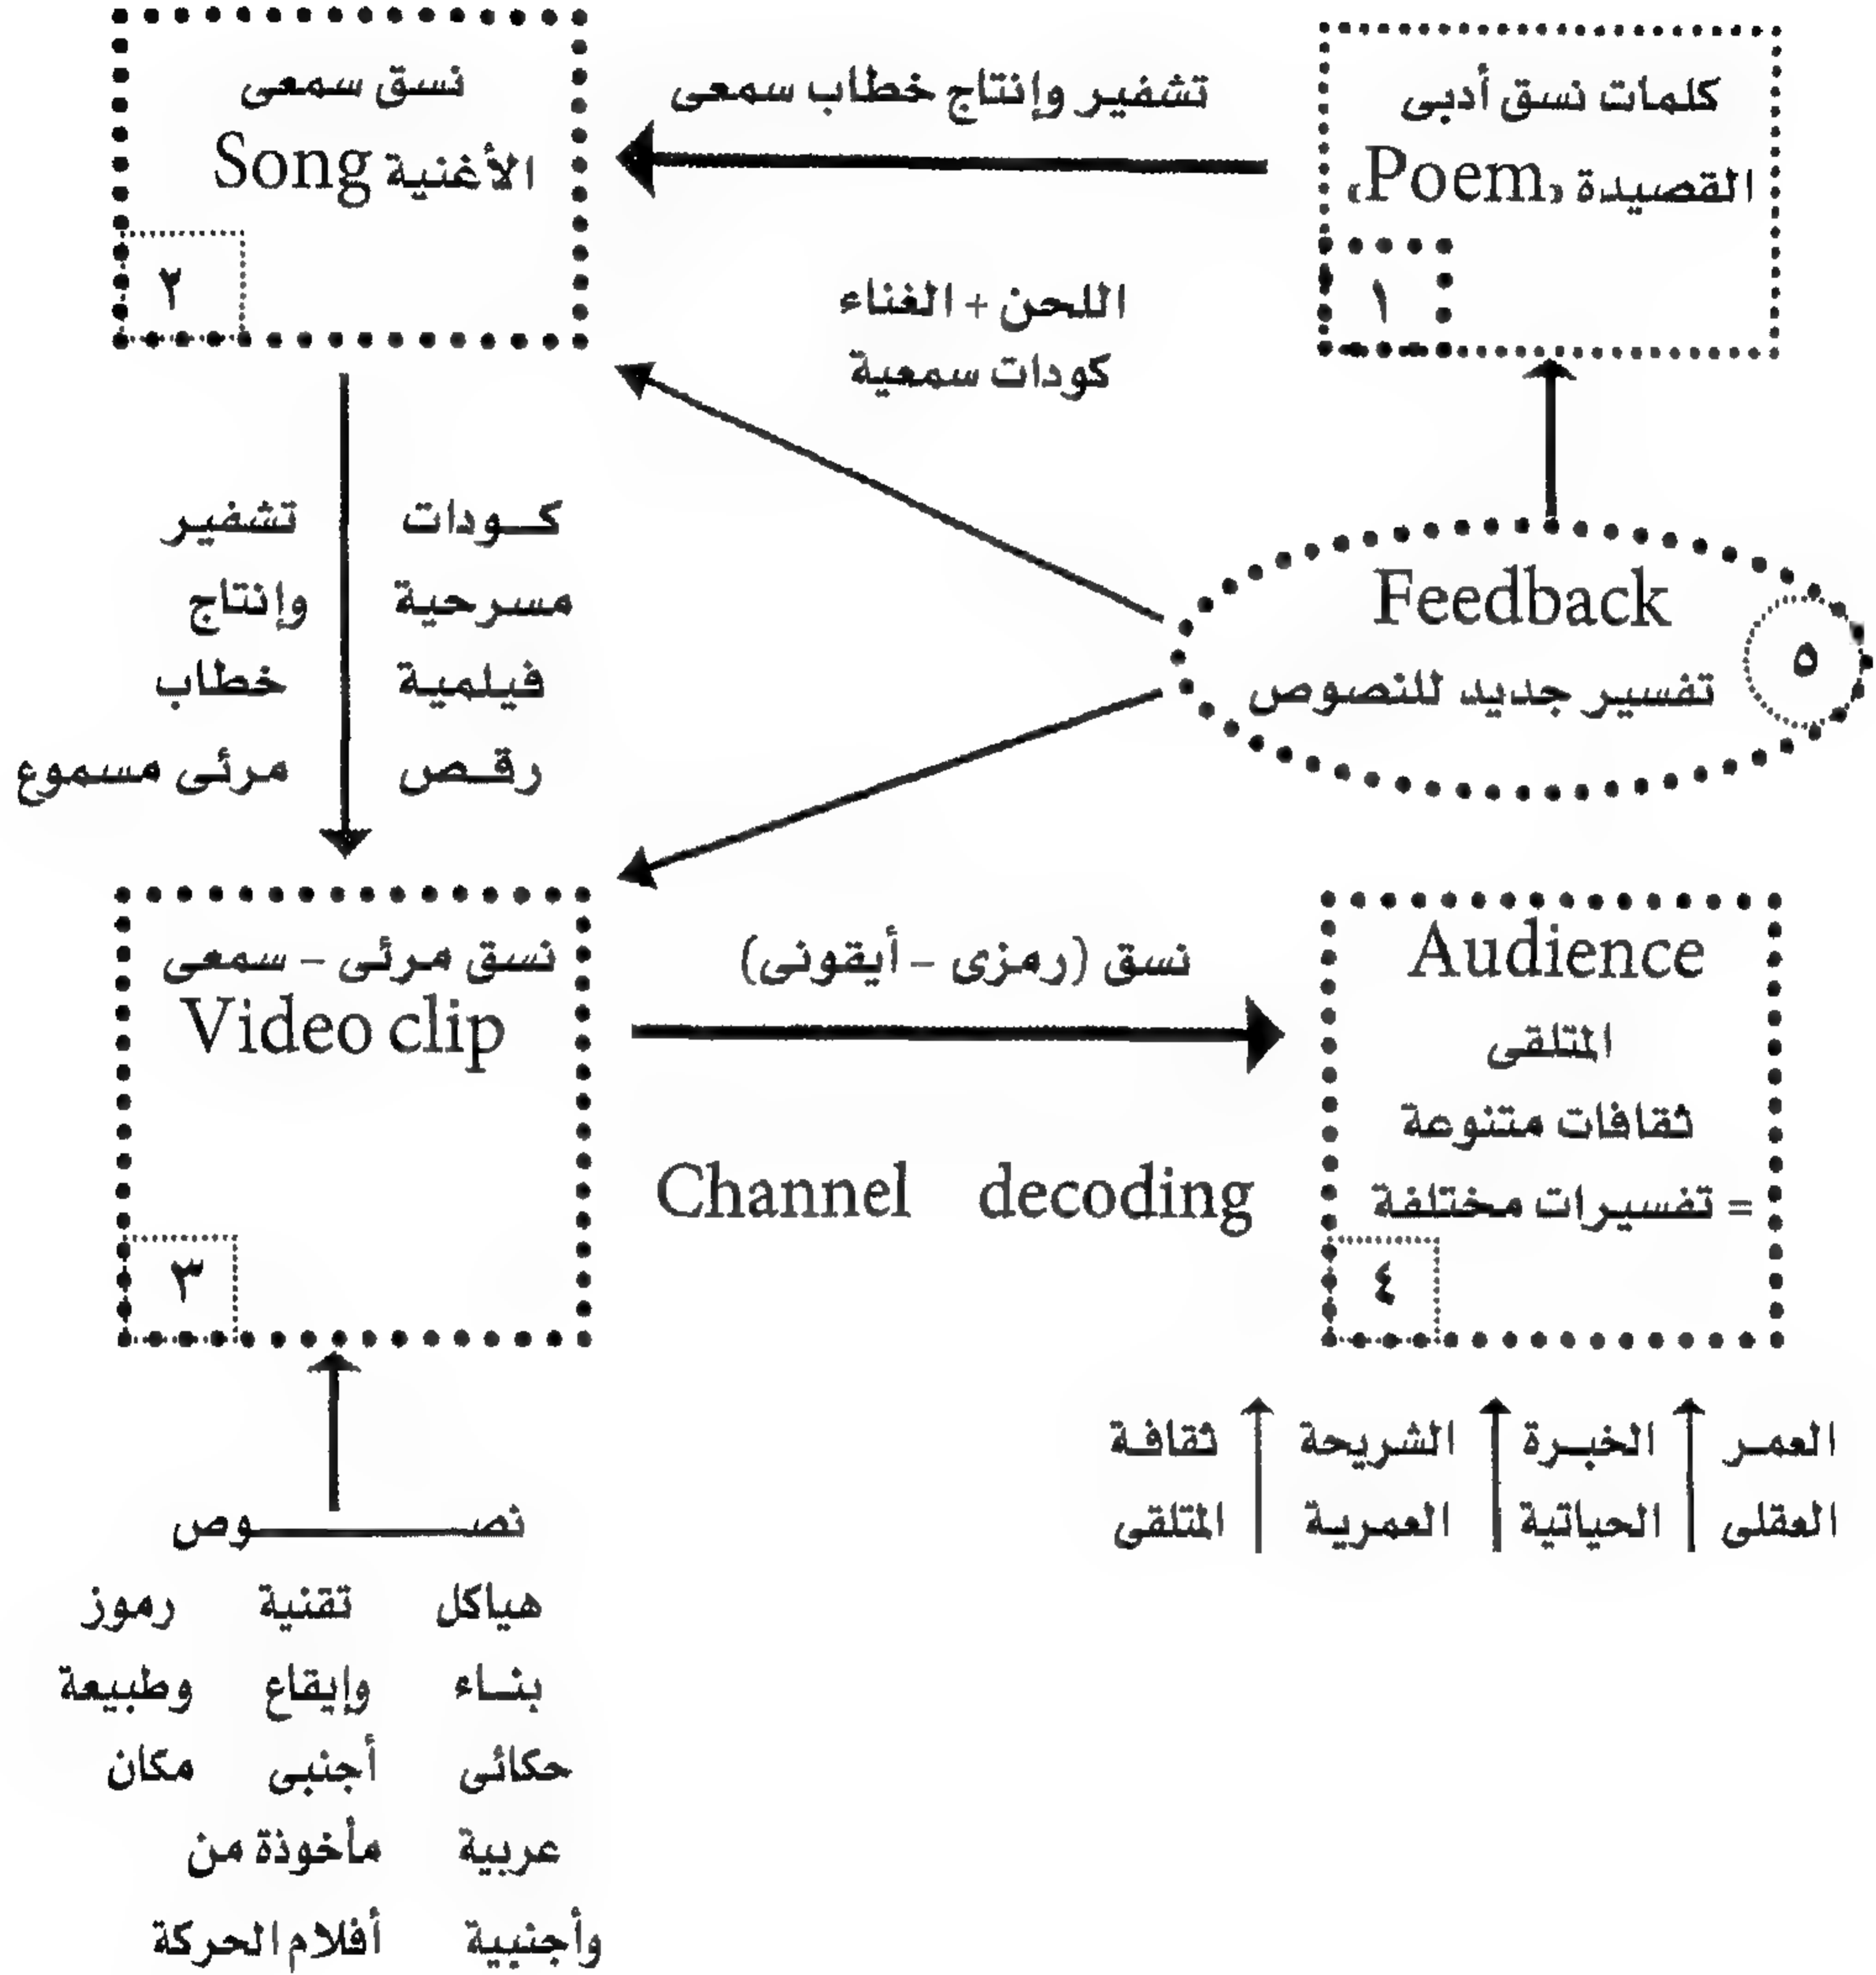 كلمات نسق أدبى
القصيدة «Poem»
١
تشفير وإنتاج خطاب سمعى
اللحن + الغناء
كودات سمعية
نسق سمعى
الأغنية Song
٢
كودات
مسرحية
فيلمية
رقص
تشفير
وإنتاج
خطاب
مرئى مسموع
Feedback
تفسير جديد للنصوص
٥
نسق مرئى – سمعى
Video clip
٣
نسق (رمزى – أيقونى)
Channel decoding
Audience
المتلقى
ثقافات متنوعة
= تفسيرات مختلفة
٤
العمر
العقلى
الخبرة
الحياتية
الشريحة
العمرية
ثقافة
المتلقى
نصوص
هياكل
بناء
حكائى
عربية
وأجنبية
تقنية
وإيقاع
أجنبى
مأخوذة من
أفلام الحركة
رموز
وطبيعة
مكان